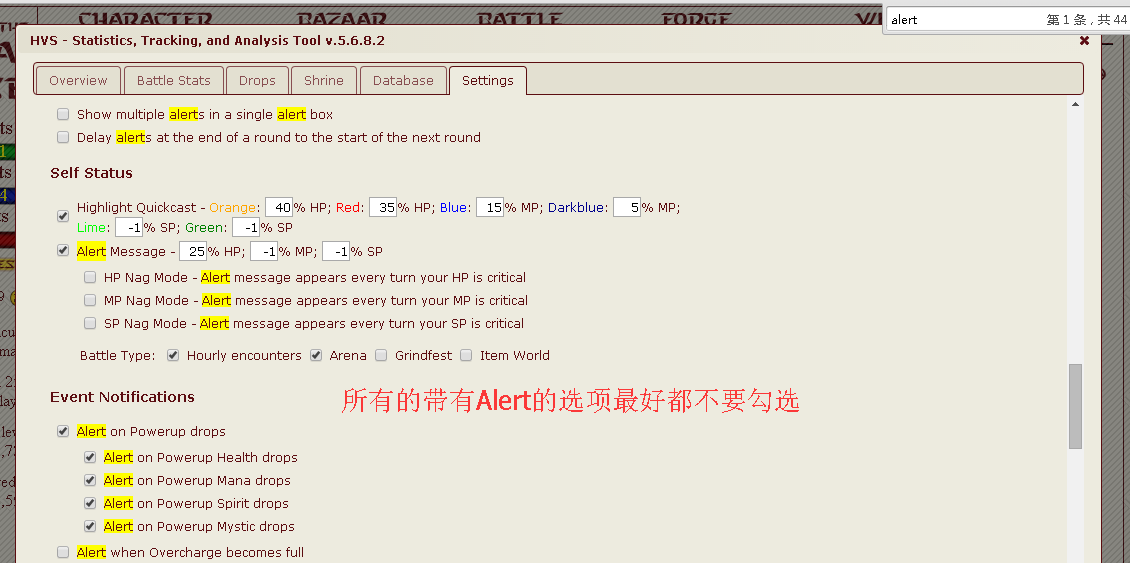 CHARACTER BAZAAR BATTLE FORGE
alert 第 1 条 , 共 44
HVS - Statistics, Tracking, and Analysis Tool v.5.6.8.2
Overview Battle Stats Drops Shrine Database Settings
Show multiple alerts in a single alert box
Delay alerts at the end of a round to the start of the next round
Self Status
Highlight Quickcast - Orange: 40% HP; Red: 35% HP; Blue: 15% MP; Darkblue: 5% MP;
Lime: -1% SP; Green: -1% SP
Alert Message - 25% HP; -1% MP; -1% SP
HP Nag Mode - Alert message appears every turn your HP is critical
MP Nag Mode - Alert message appears every turn your MP is critical
SP Nag Mode - Alert message appears every turn your SP is critical
Battle Type: Hourly encounters Arena Grindfest Item World
Event Notifications
所有的带有Alert的选项最好都不要勾选
Alert on Powerup drops
Alert on Powerup Health drops
Alert on Powerup Mana drops
Alert on Powerup Spirit drops
Alert on Powerup Mystic drops
Alert when Overcharge becomes full